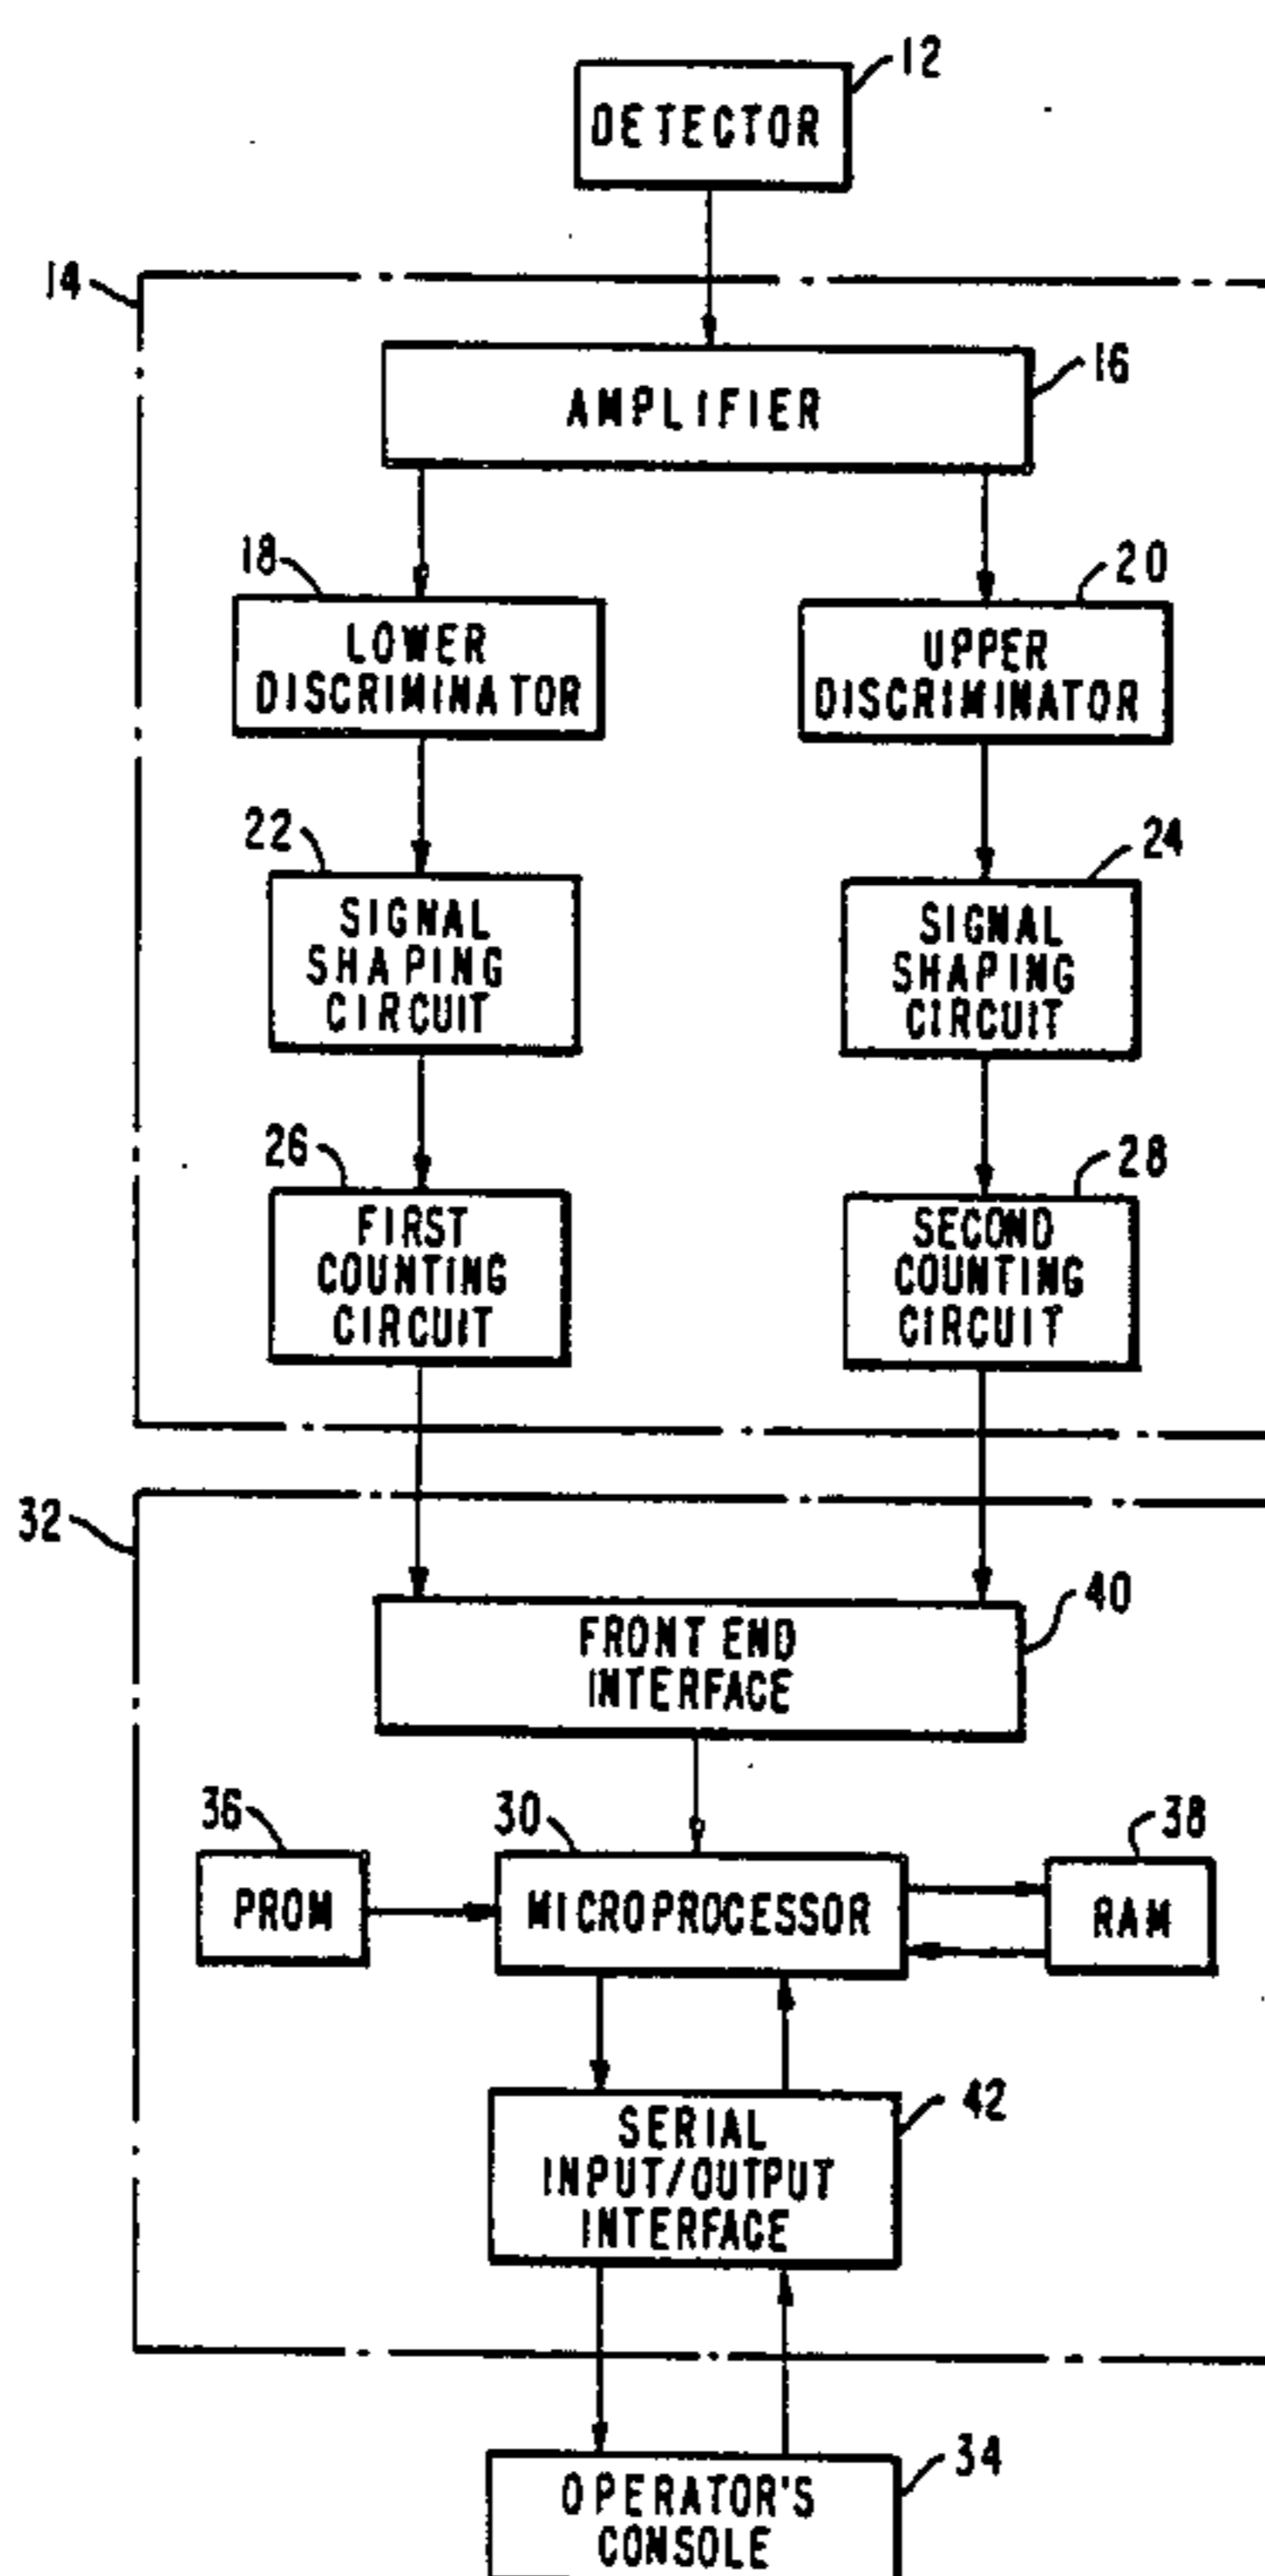 12
DETECTOR
14
16
AMPLIFIER
18
20
LOWER
DISCRIMINATOR
UPPER
DISCRIMINATOR
22
24
SIGNAL
SHAPING
CIRCUIT
SIGNAL
SHAPING
CIRCUIT
26
28
FIRST
COUNTING
CIRCUIT
SECOND
COUNTING
CIRCUIT
32
40
FRONT END
INTERFACE
36
30
38
PROM
MICROPROCESSOR
RAM
42
SERIAL
INPUT/OUTPUT
INTERFACE
34
OPERATOR'S
CONSOLE